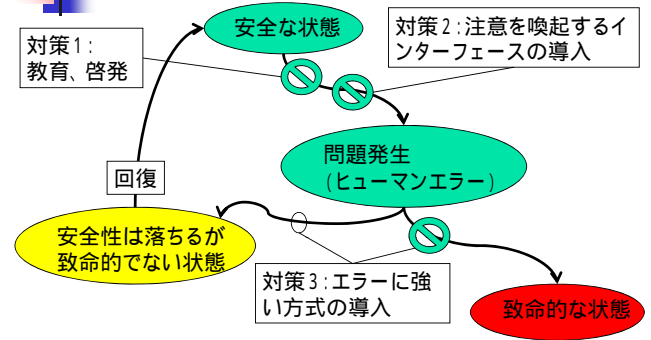 安全な状態
対策1:
教育、啓発
対策2:注意を喚起するイ
ンターフェースの導入
問題発生
(ヒューマンエラー)
回復
安全性は落ちるが
致命的でない状態
対策3:エラーに強
い方式の導入
致命的な状態